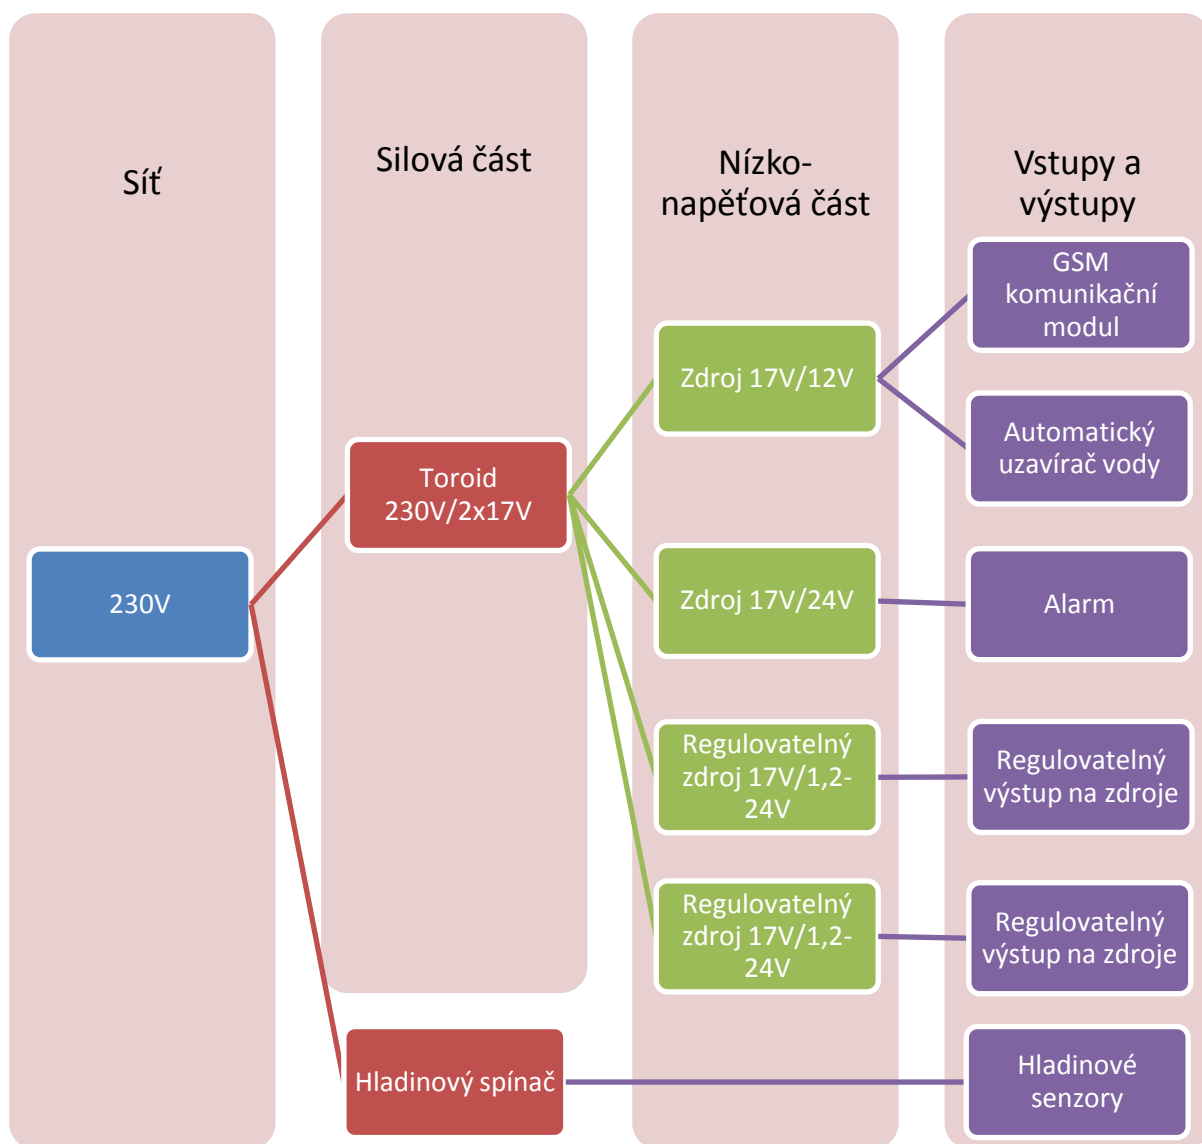 Síť
Silová část
Nízko-
napěťová část
Vstupy a
výstupy
230V
Toroid
230V/2x17V
Hladinový spínač
Zdroj 17V/12V
Zdroj 17V/24V
Regulovatelný
zdroj 17V/1,2-
24V
Regulovatelný
zdroj 17V/1,2-
24V
GSM
komunikační
modul
Automatický
uzavírač vody
Alarm
Regulovatelný
výstup na zdroje
Regulovatelný
výstup na zdroje
Hladinové
senzory